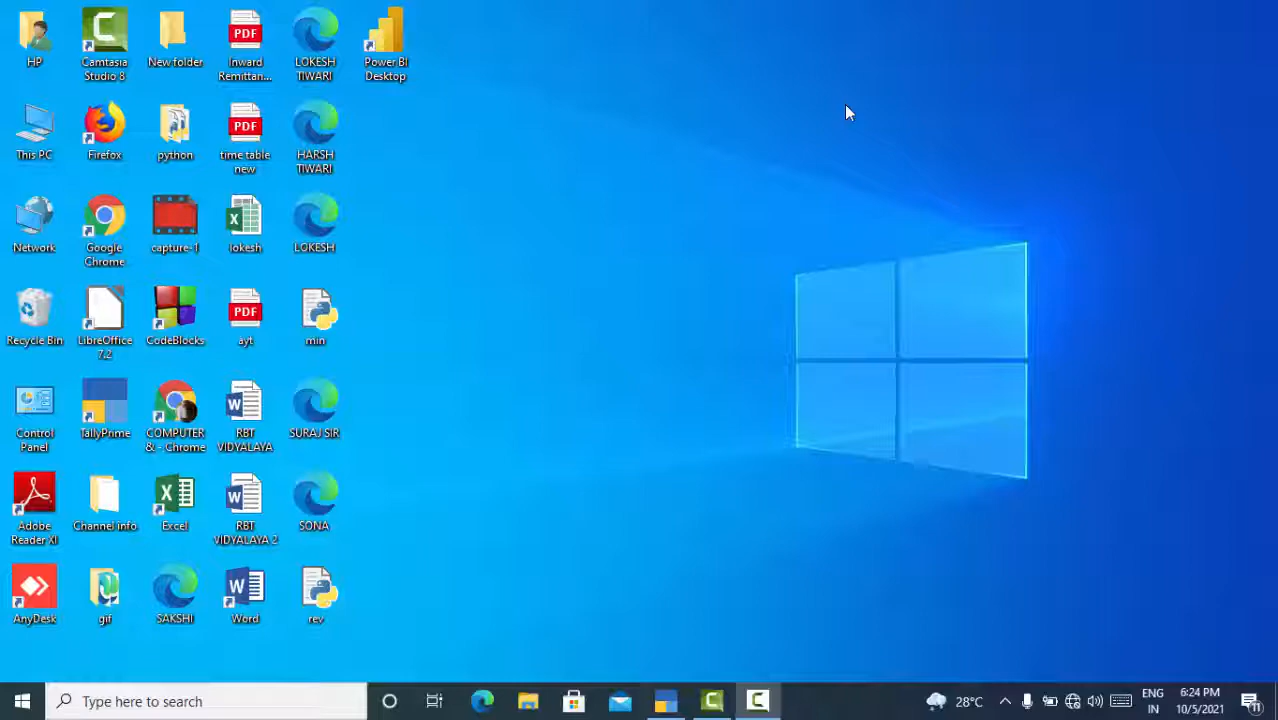 HP
Camtasia
Studio 8
New folder
PDF
Inward
Remittan...
LOKESH
TIWARI
Power BI
Desktop
This PC
Firefox
python
PDF
time table
new
HARSH
TIWARI
Network
Google
Chrome
capture-1
lokesh
LOKESH
Recycle Bin
LibreOffice
7.2
CodeBlocks
PDF
ayt
min
Control
Panel
TallyPrime
COMPUTER
&! - Chrome
RBT
VIDYALAYA
SURAJ SIR
Adobe
Reader XI
Channel info
Excel
RBT
VIDYALAYA 2
SONA
AnyDesk
gif
SAKSHI
Word
rev
Type here to search
28°C
ENG
IN
6:24 PM
10/5/2021
11